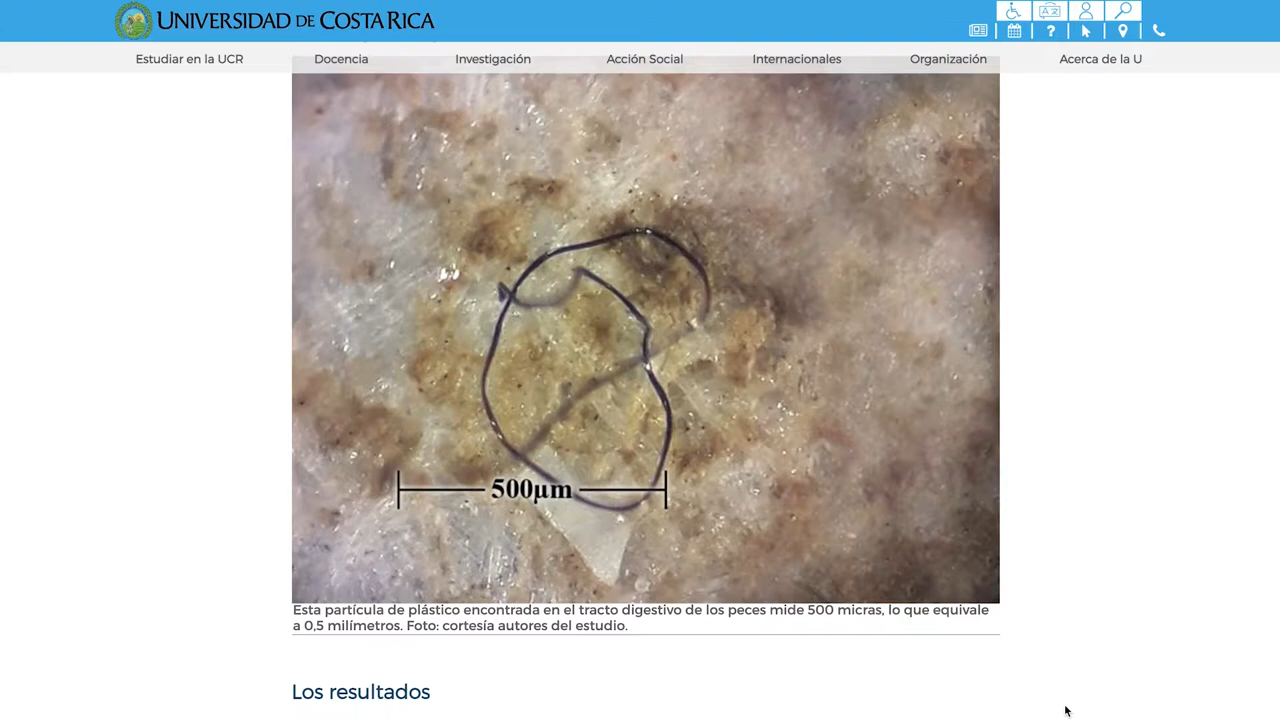 UNIVERSIDAD DE COSTA RICA
Estudiar en la UCR Docencia Investigación Acción Social Internacionales Organización Acerca de la U
500µm
Esta partícula de plástico encontrada en el tracto digestivo de los peces mide 500 micras, lo que equivale
a 0,5 milímetros. Foto: cortesía autores del estudio.
Los resultados